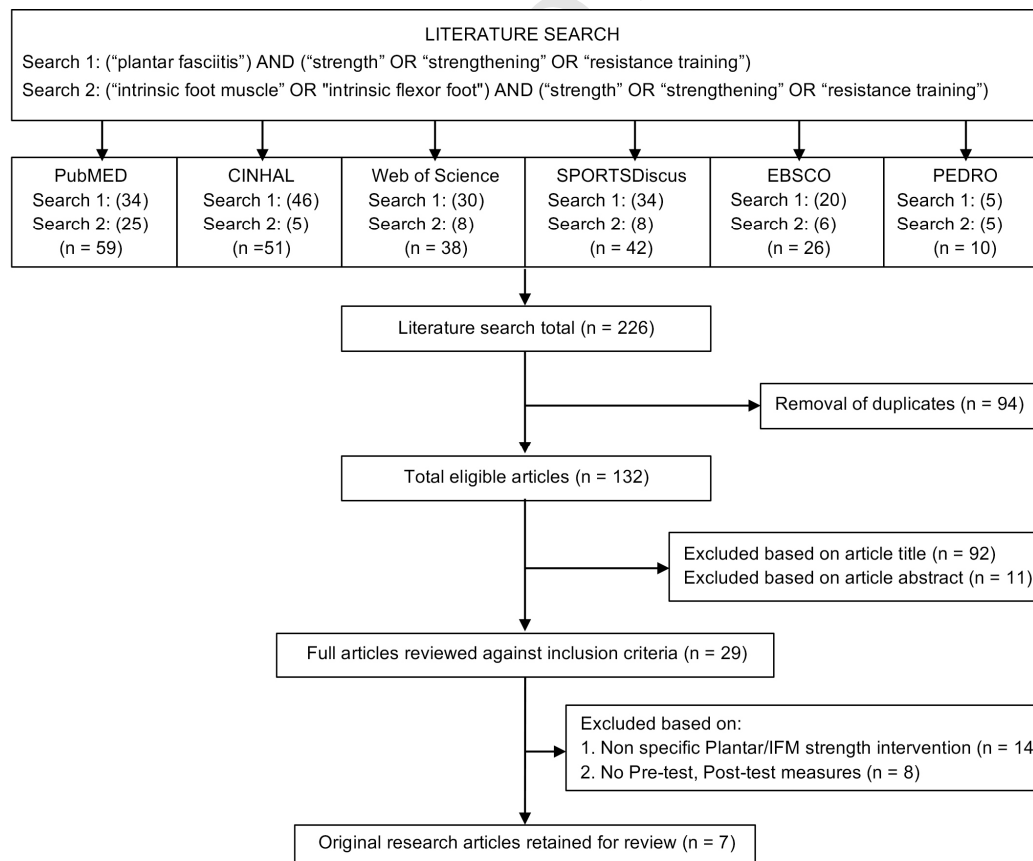 LITERATURE SEARCH
Search 1: (“plantar fasciitis”) AND (“strength” OR “strengthening” OR “resistance training”)
Search 2: (“intrinsic foot muscle” OR "intrinsic flexor foot") AND (“strength” OR “strengthening” OR “resistance training”)
PubMED
Search 1: (34)
Search 2: (25)
(n = 59)
CINHAL
Search 1: (46)
Search 2: (5)
(n =51)
Web of Science
Search 1: (30)
Search 2: (8)
(n = 38)
SPORTSDiscus
Search 1: (34)
Search 2: (8)
(n = 42)
EBSCO
Search 1: (20)
Search 2: (6)
(n = 26)
PEDRO
Search 1: (5)
Search 2: (5)
(n = 10)
Literature search total (n = 226)
Removal of duplicates (n = 94)
Total eligible articles (n = 132)
Excluded based on article title (n = 92)
Excluded based on article abstract (n = 11)
Full articles reviewed against inclusion criteria (n = 29)
Excluded based on:
1. Non specific Plantar/IFM strength intervention (n = 14
2. No Pre-test, Post-test measures (n = 8)
Original research articles retained for review (n = 7)